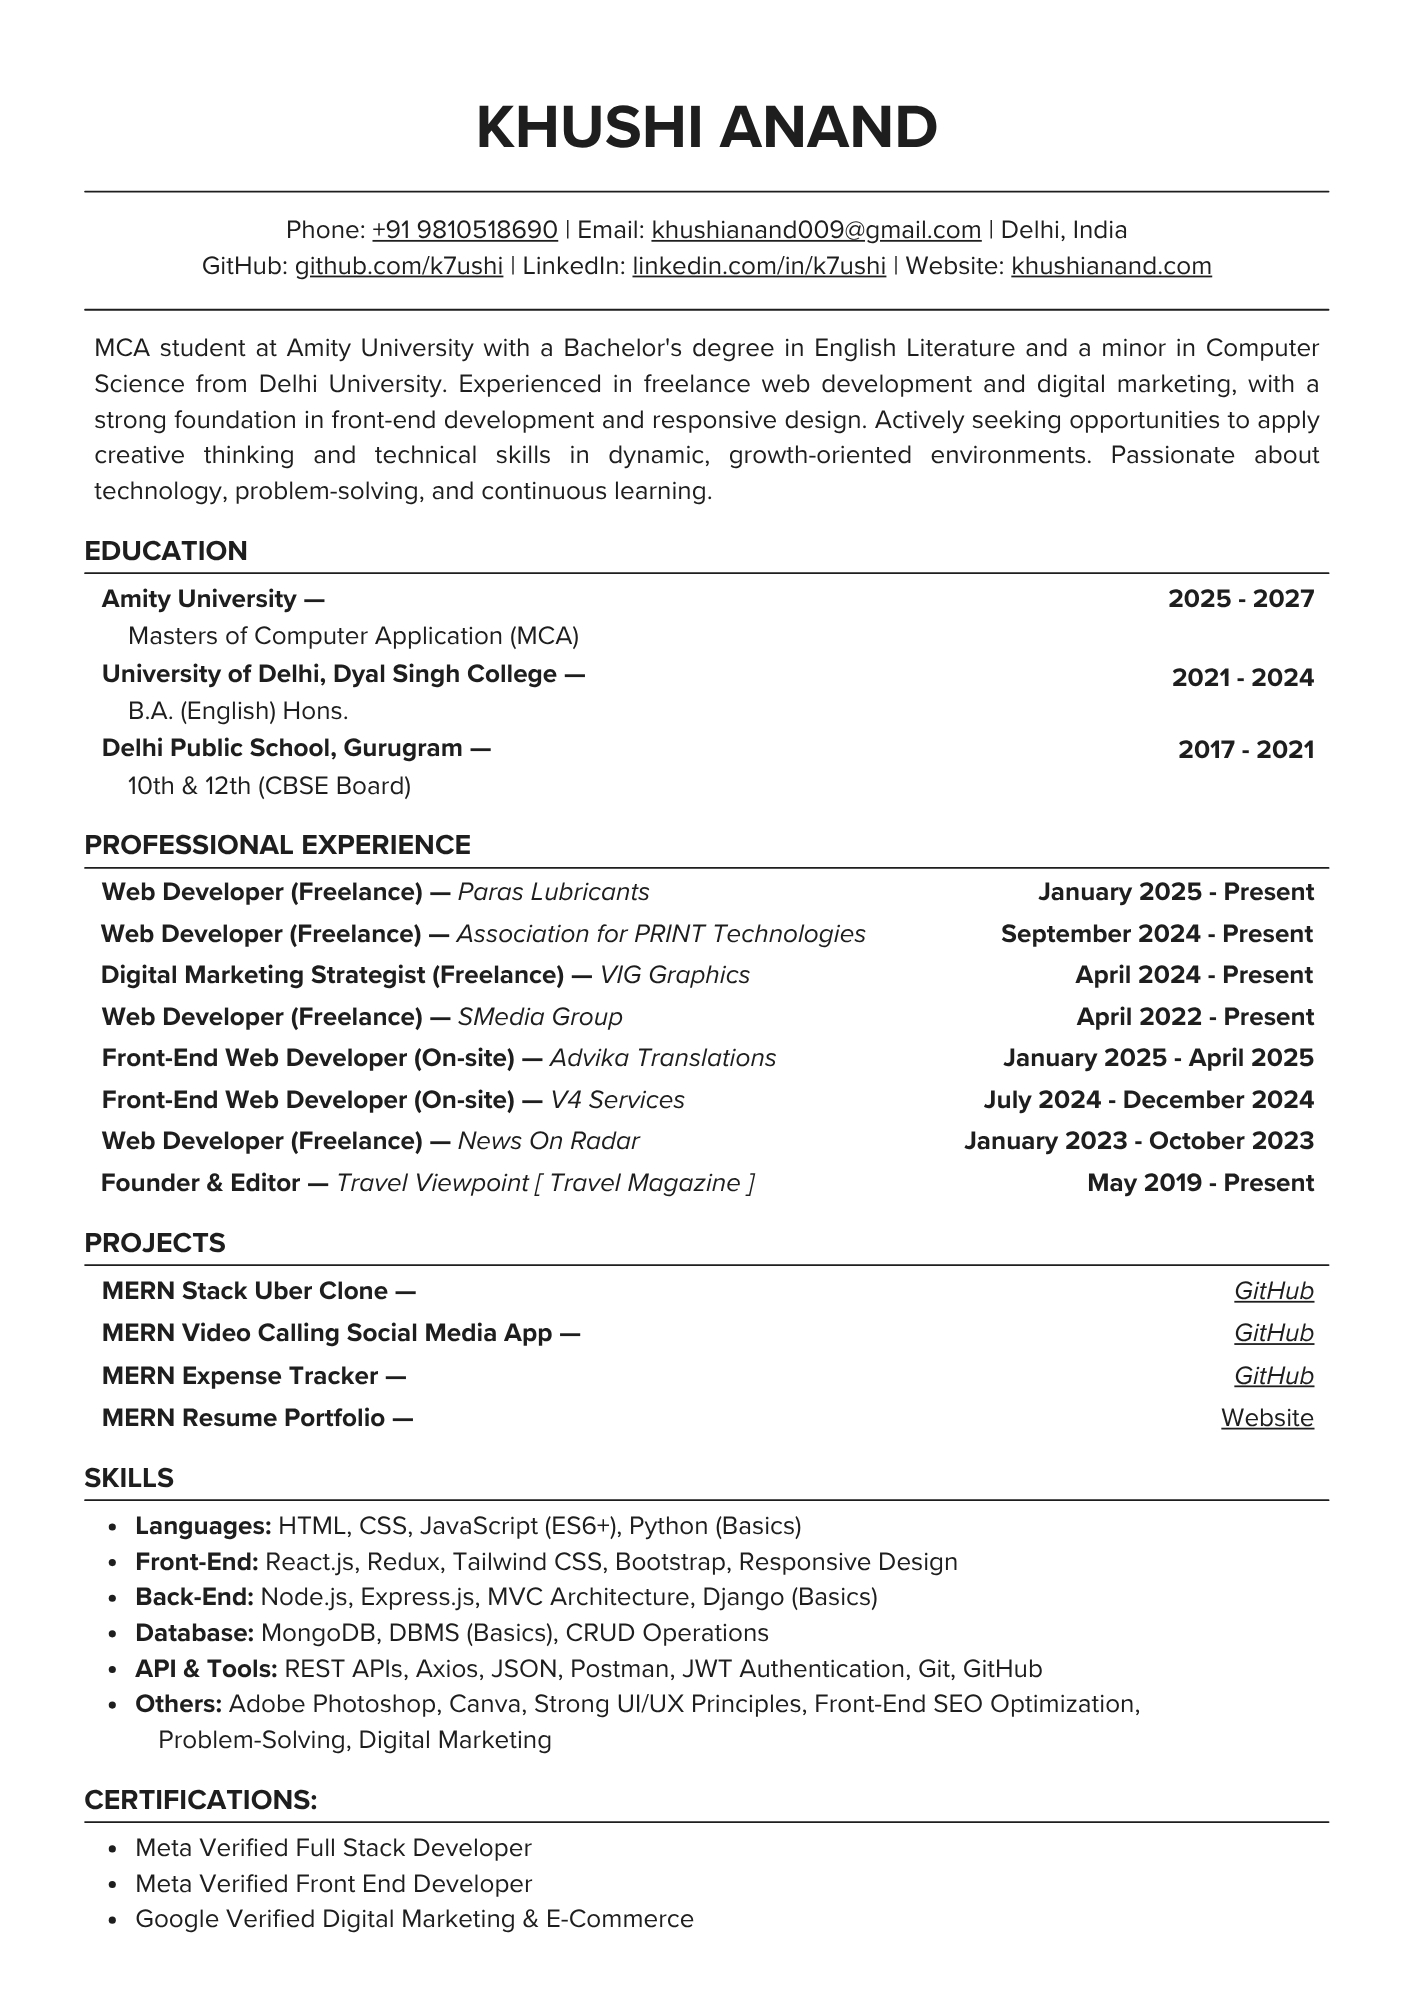 KHUSHI ANAND
Phone: +91 9810518690 | Email: khushianand009@gmail.com | Delhi, India
GitHub: github.com/k7ushi | LinkedIn: linkedin.com/in/k7ushi | Website: khushianand.com
MCA student at Amity University with a Bachelor's degree in English Literature and a minor in Computer
Science from Delhi University. Experienced in freelance web development and digital marketing, with a
strong foundation in front-end development and responsive design. Actively seeking opportunities to apply
creative thinking and technical skills in dynamic, growth-oriented environments. Passionate about
technology, problem-solving, and continuous learning.
EDUCATION
Amity University — 2025 - 2027
Masters of Computer Application (MCA)
University of Delhi, Dyal Singh College — 2021 - 2024
B.A. (English) Hons.
Delhi Public School, Gurugram — 2017 - 2021
10th & 12th (CBSE Board)
PROFESSIONAL EXPERIENCE
Web Developer (Freelance) — Paras Lubricants January 2025 - Present
Web Developer (Freelance) — Association for PRINT Technologies September 2024 - Present
Digital Marketing Strategist (Freelance) — VIG Graphics April 2024 - Present
Web Developer (Freelance) — SMedia Group April 2022 - Present
Front-End Web Developer (On-site) — Advika Translations January 2025 - April 2025
Front-End Web Developer (On-site) — V4 Services July 2024 - December 2024
Web Developer (Freelance) — News On Radar January 2023 - October 2023
Founder & Editor — Travel Viewpoint [ Travel Magazine ] May 2019 - Present
PROJECTS
MERN Stack Uber Clone — GitHub
MERN Video Calling Social Media App — GitHub
MERN Expense Tracker — GitHub
MERN Resume Portfolio — Website
SKILLS
• Languages: HTML, CSS, JavaScript (ES6+), Python (Basics)
• Front-End: React.js, Redux, Tailwind CSS, Bootstrap, Responsive Design
• Back-End: Node.js, Express.js, MVC Architecture, Django (Basics)
• Database: MongoDB, DBMS (Basics), CRUD Operations
• API & Tools: REST APIs, Axios, JSON, Postman, JWT Authentication, Git, GitHub
• Others: Adobe Photoshop, Canva, Strong UI/UX Principles, Front-End SEO Optimization,
Problem-Solving, Digital Marketing
CERTIFICATIONS:
• Meta Verified Full Stack Developer
• Meta Verified Front End Developer
• Google Verified Digital Marketing & E-Commerce